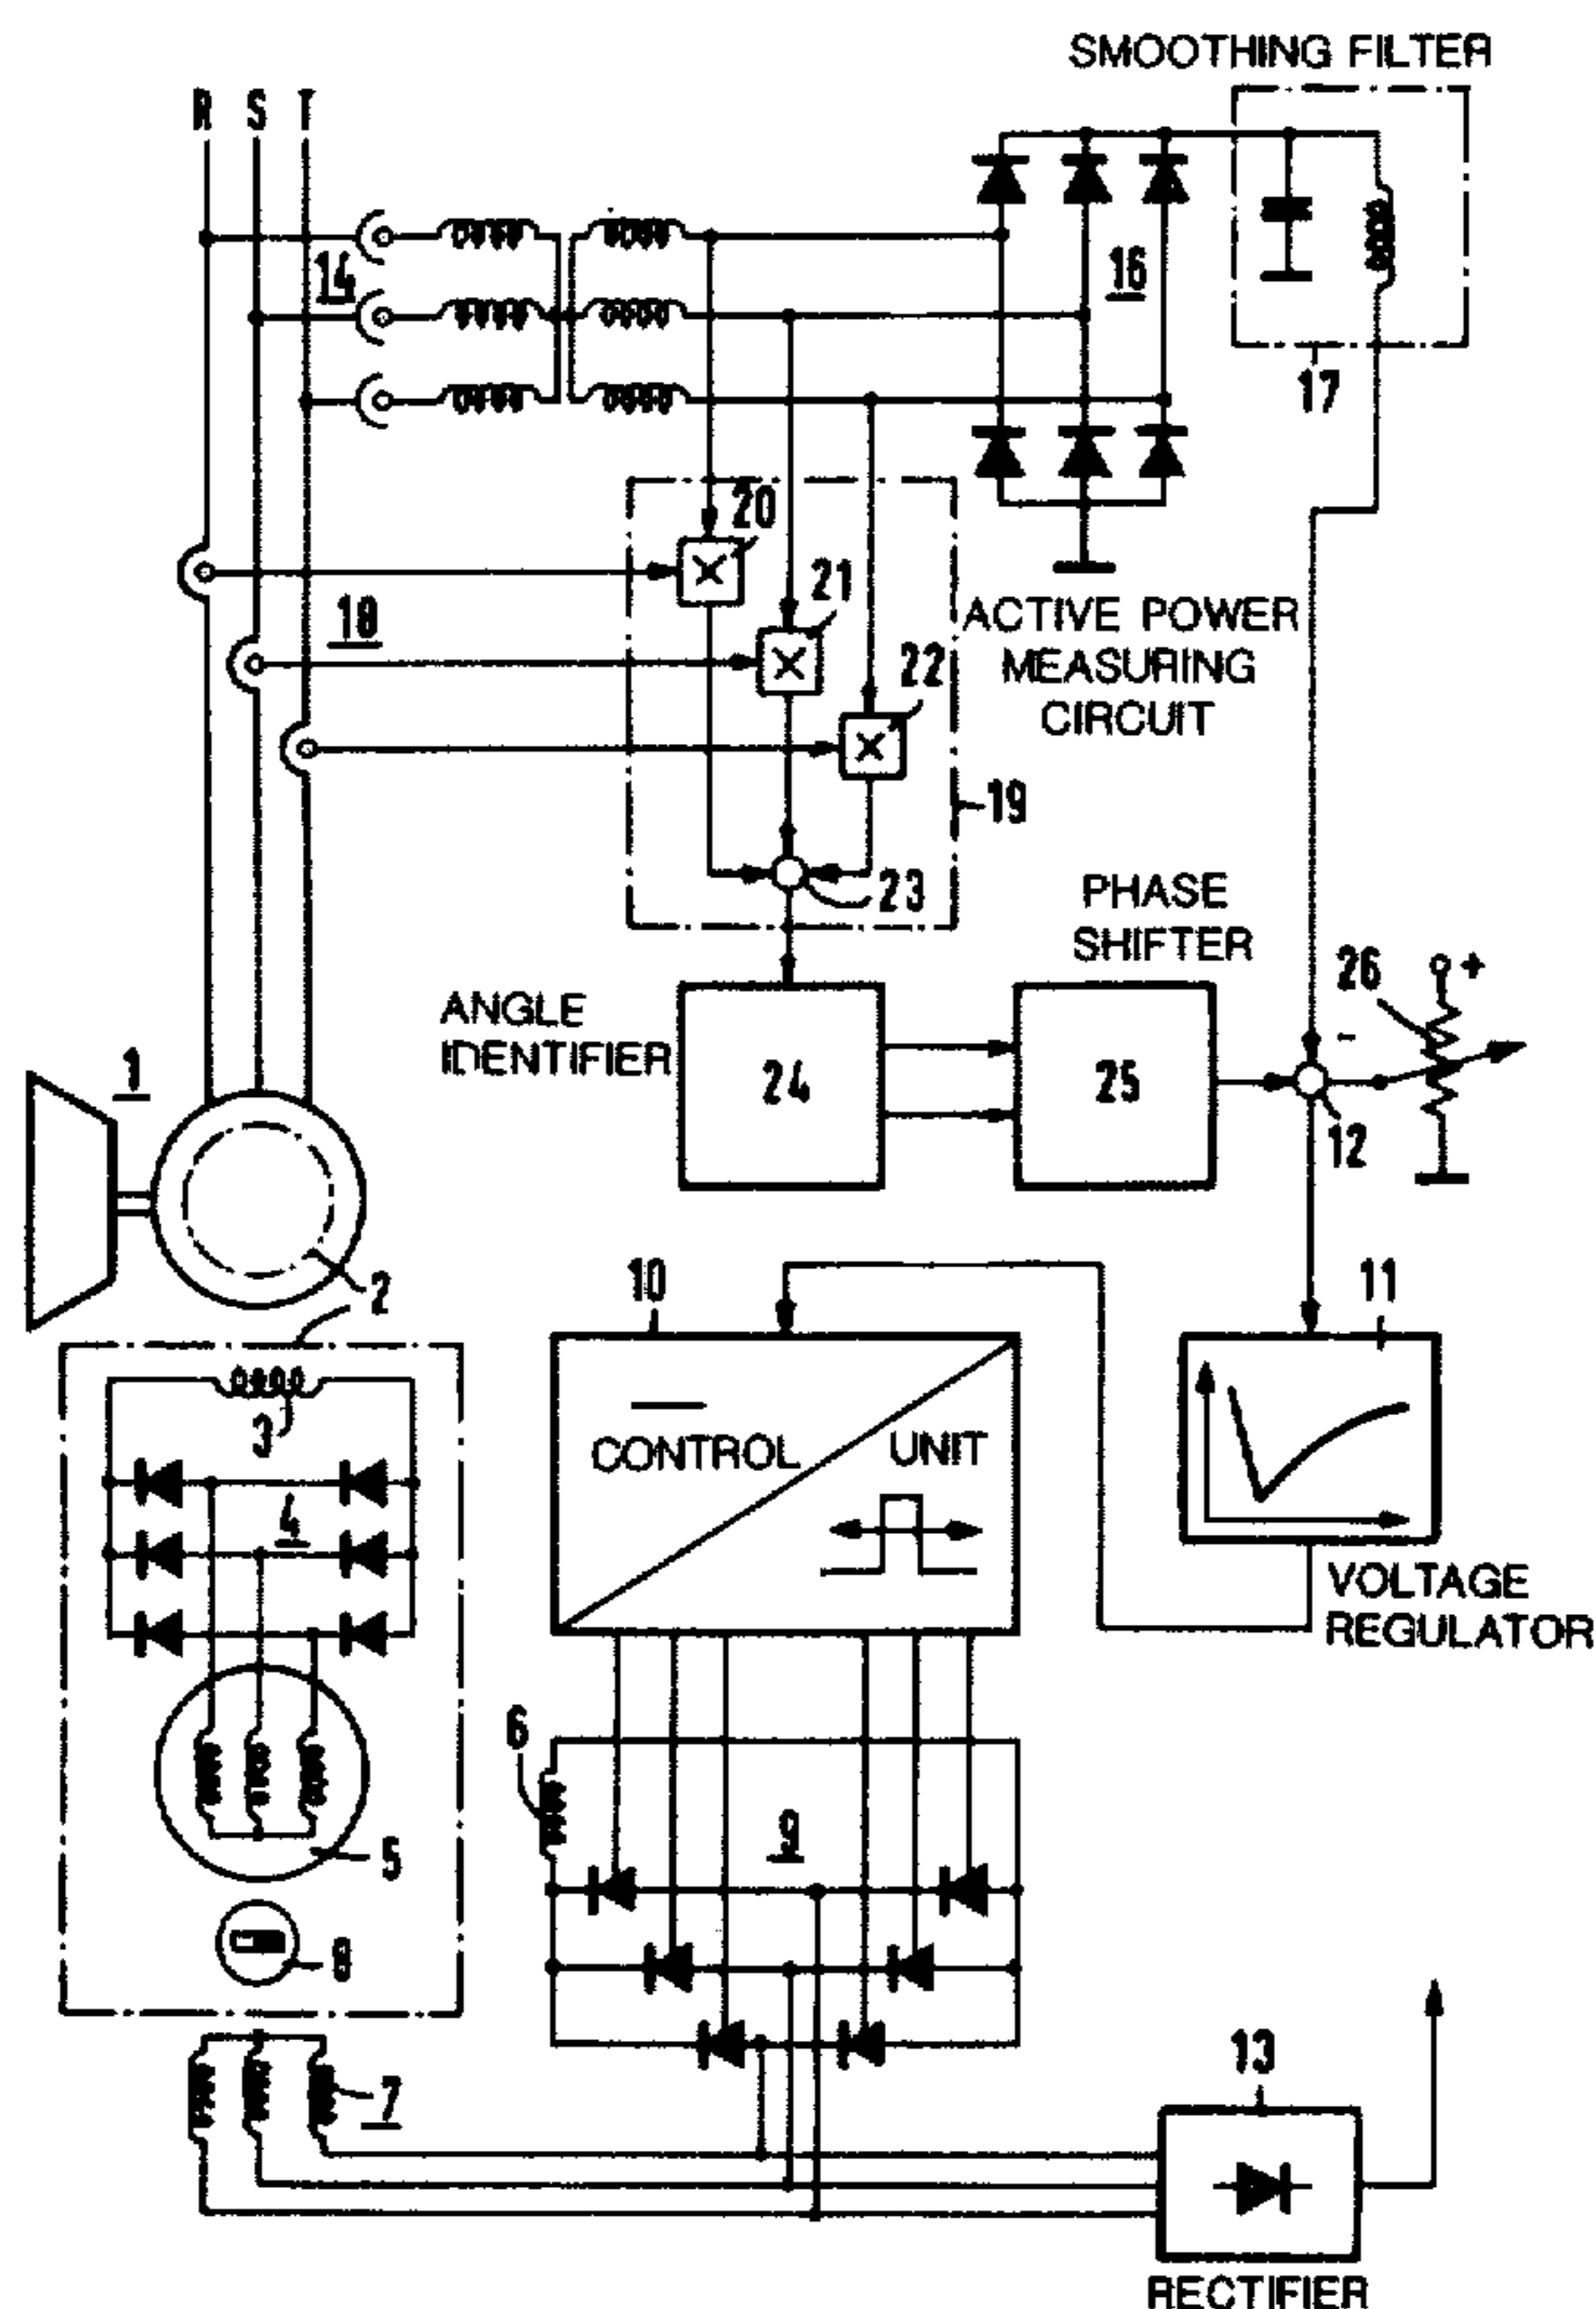 SMOOTHING FILTER
R S T
14
16
17
20
18
21
ACTIVE POWER
MEASURING
CIRCUIT
22
19
23
PHASE
SHIFTER
26
+
-
ANGLE
IDENTIFIER
24
25
12
1
2
10
11
3
CONTROL UNIT
4
VOLTAGE
REGULATOR
6
9
5
8
13
7
RECTIFIER